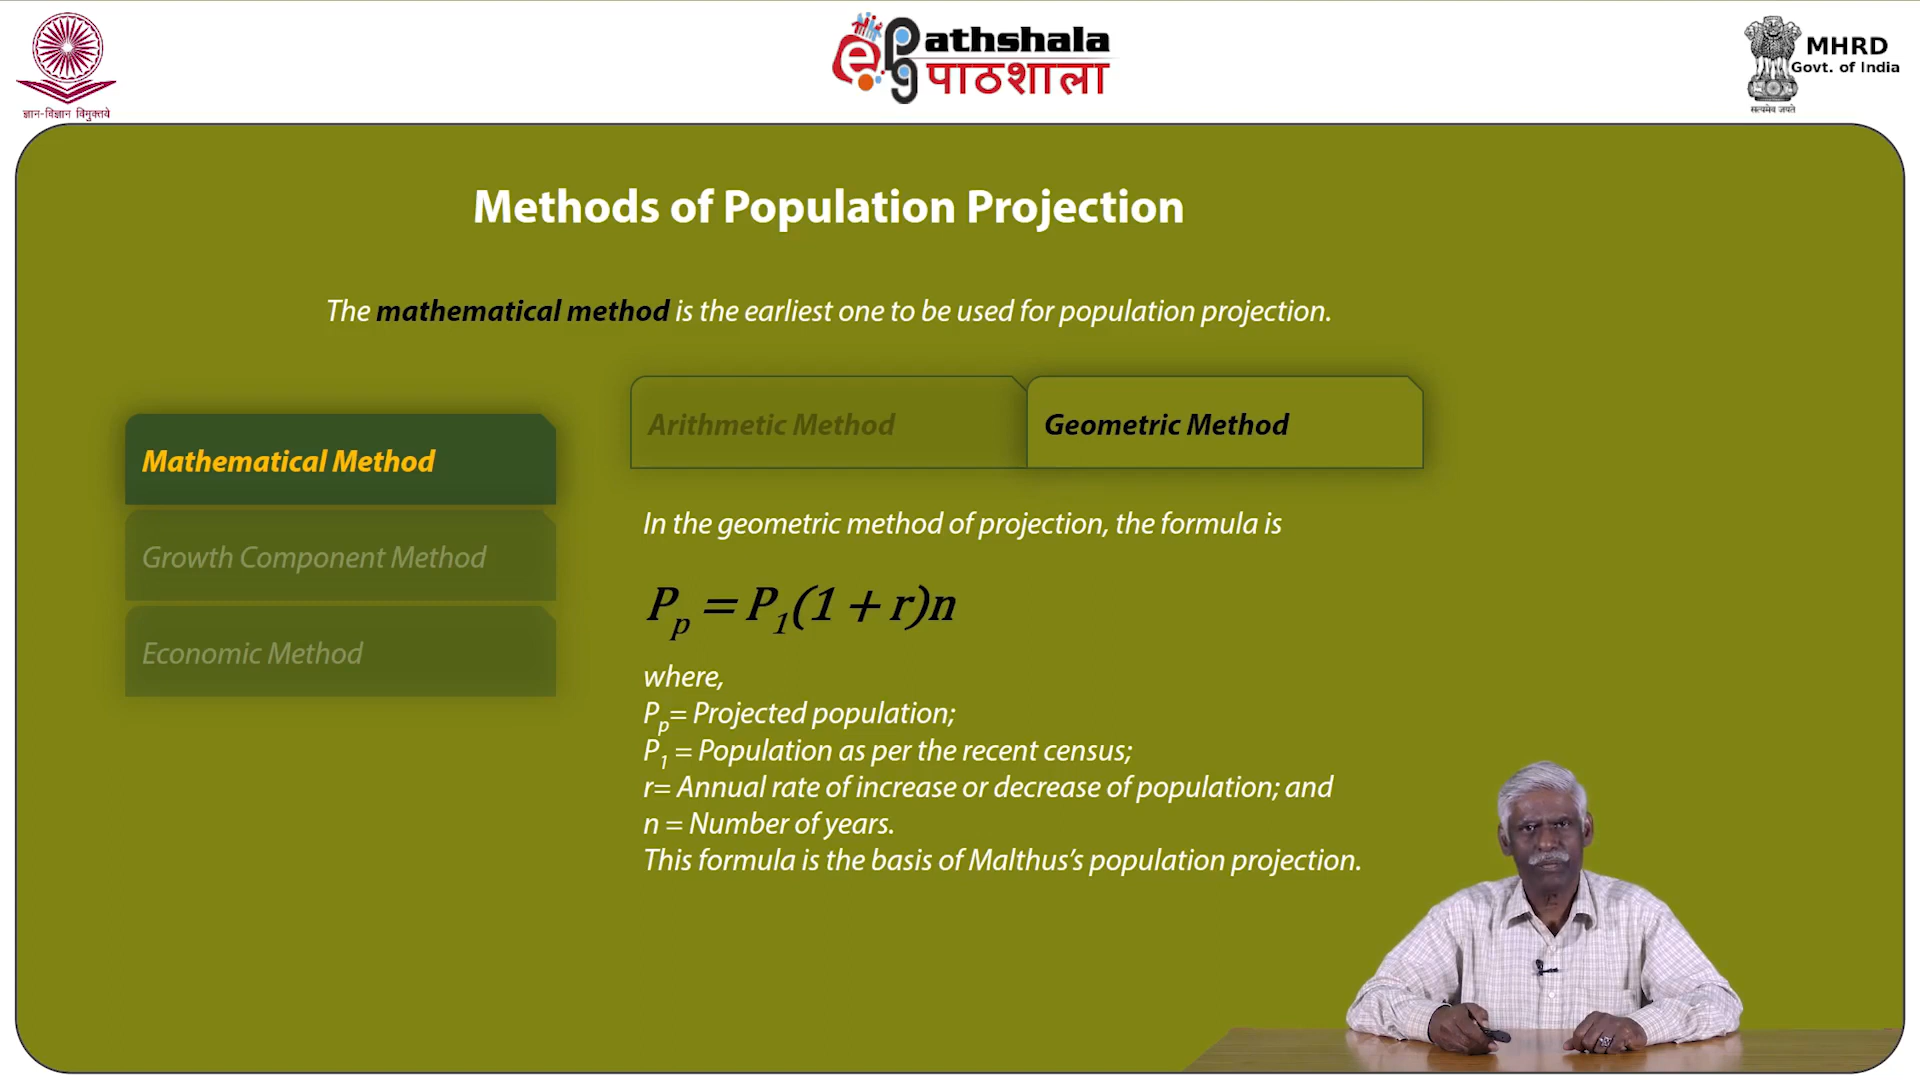 ज्ञान-विज्ञान विमुक्तये
ePG athshala
पाठशाला
MHRD
Govt. of India
सत्यमेव जयते
Methods of Population Projection
The mathematical method is the earliest one to be used for population projection.
Mathematical Method
Growth Component Method
Economic Method
Arithmetic Method
Geometric Method
In the geometric method of projection, the formula is
Pp = P1(1 + r)n
where,
Pp= Projected population;
P1 = Population as per the recent census;
r= Annual rate of increase or decrease of population; and
n = Number of years.
This formula is the basis of Malthus’s population projection.